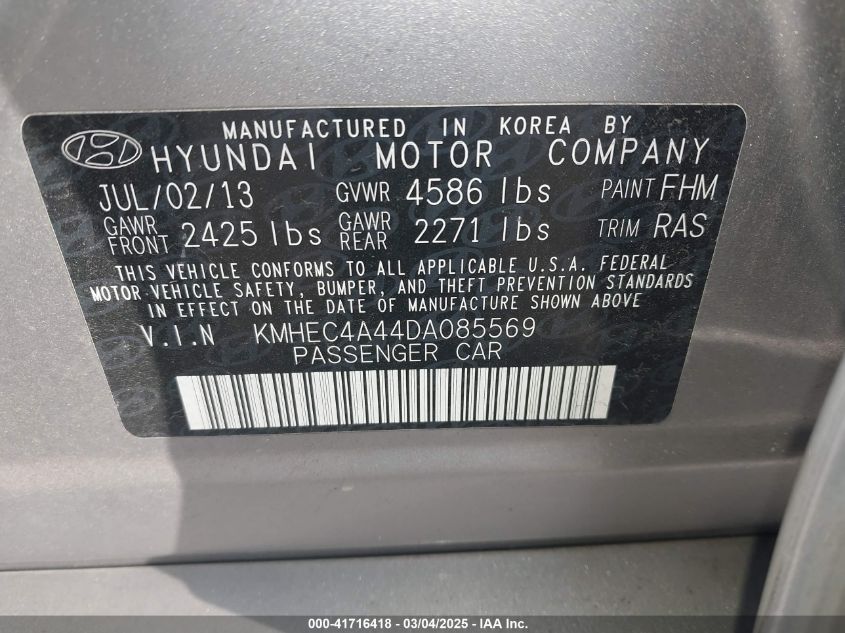 MANUFACTURED IN KOREA BY
HYUNDAI MOTOR COMPANY
JUL/02/13 GVWR 4586 lbs PAINT FHM
GAWR FRONT 2425 lbs GAWR REAR 2271 lbs TRIM RAS
THIS VEHICLE CONFORMS TO ALL APPLICABLE U.S.A. FEDERAL
MOTOR VEHICLE SAFETY, BUMPER, AND THEFT PREVENTION STANDARDS
IN EFFECT ON THE DATE OF MANUFACTURE SHOWN ABOVE.
V.I.N KMHEC4A44DA085569
PASSENGER CAR
000-41716418 - 03/04/2025 - IAA Inc.